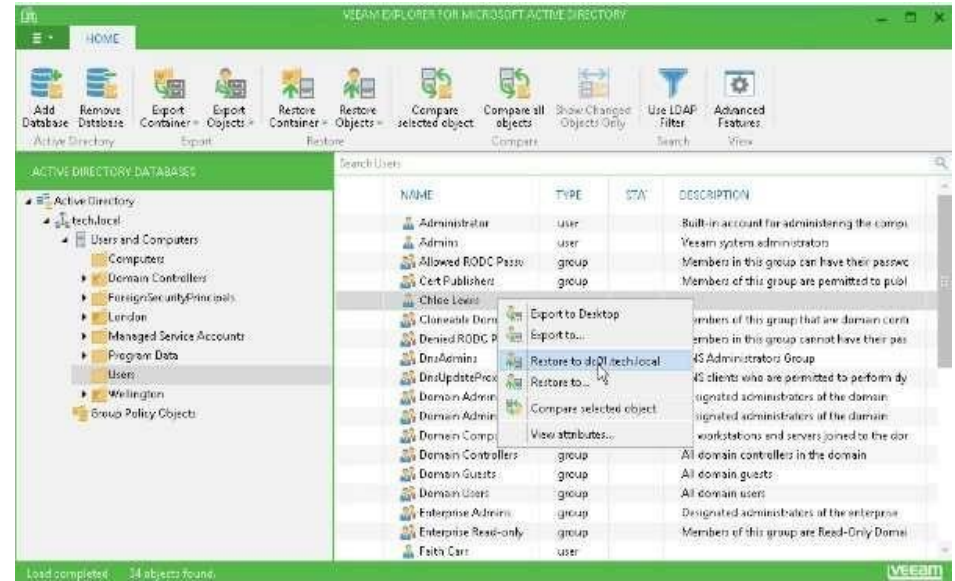 VEEAM EXPLORER FOR MICROSOFT ACTIVE DIRECTORY
HOME
Add Database
Remove Database
Export Container
Export Objects
Restore Container
Restore Objects
Compare selected object
Compare all objects
Show Changed Objects Only
Use LDAP Filter
Advanced Features
Active Directory
Export
Restore
Compare
Search
View
ACTIVE DIRECTORY DATABASES
Active Directory
tech.local
Users and Computers
Computers
Domain Controllers
ForeignSecurityPrincipals
London
Managed Service Accounts
Program Data
Users
Wellington
Group Policy Objects
Search Users
NAME TYPE STA DESCRIPTION
Administrator user Built-in account for administering the compu
Admins user Veeam system administrators
Allowed RODC Passw group Members in this group can have their passwc
Cert Publishers group Members of this group are permitted to publ
Chloe Lewis
Cloneable Dom embers of this group that are domain contr
Denied RODC P embers in this group cannot have their pas
DnsAdmins NS Administrators Group
DnsUpdateProx NS clients who are permitted to perform dy
Domain Admin signated administrators of the domain
Domain Admin signated administrators of the domain
Domain Compu workstations and servers joined to the dor
Domain Controllers group All domain controllers in the domain
Domain Guests group All domain guests
Domain Users group All domain users
Enterprise Admins group Designated administrators of the enterprise
Enterprise Read-only group Members of this group are Read-Only Domai
Faith Carr user
Export to Desktop
Export to...
Restore to dc01.tech.local
Restore to...
Compare selected object
View attributes...
Load completed 34 objects found.
veeam